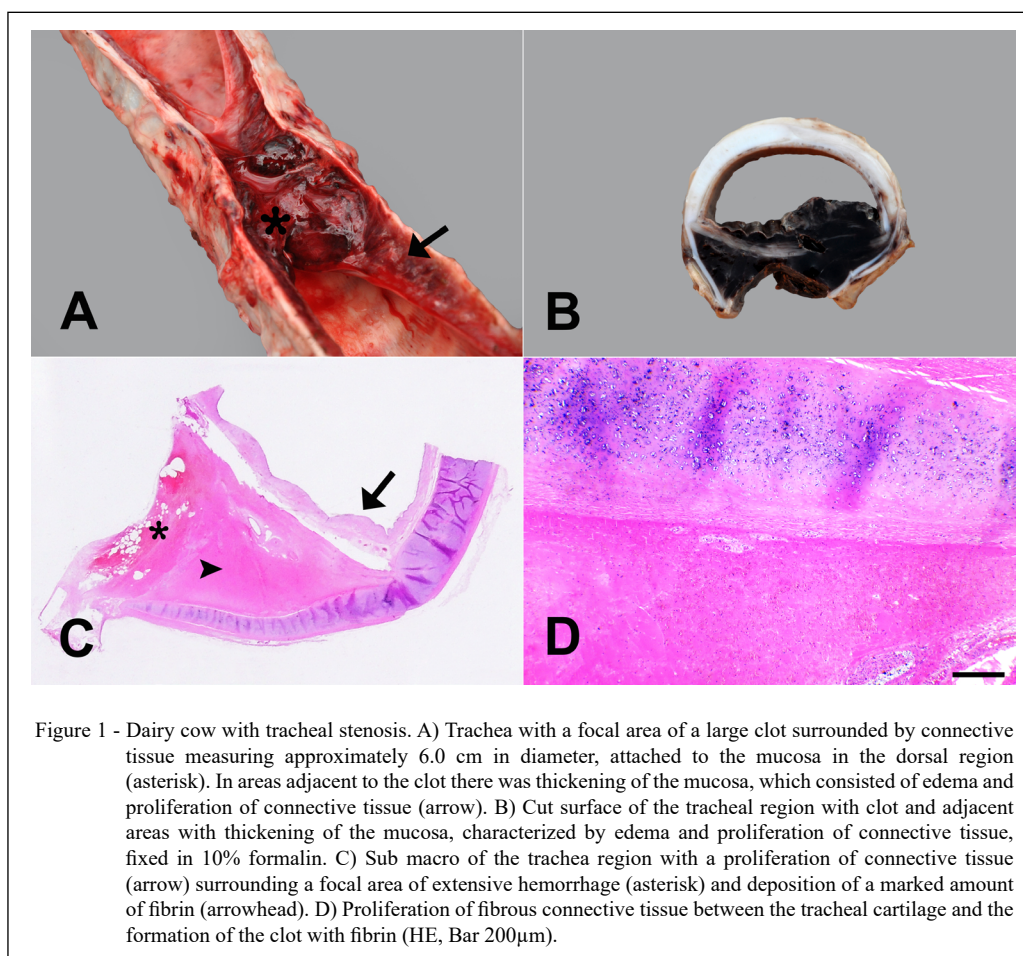 A
*
B
*
C
D
Figure 1 - Dairy cow with tracheal stenosis. A) Trachea with a focal area of a large clot surrounded by connective
tissue measuring approximately 6.0 cm in diameter, attached to the mucosa in the dorsal region
(asterisk). In areas adjacent to the clot there was thickening of the mucosa, which consisted of edema and
proliferation of connective tissue (arrow). B) Cut surface of the tracheal region with clot and adjacent
areas with thickening of the mucosa, characterized by edema and proliferation of connective tissue,
fixed in 10% formalin. C) Sub macro of the trachea region with a proliferation of connective tissue
(arrow) surrounding a focal area of extensive hemorrhage (asterisk) and deposition of a marked amount
of fibrin (arrowhead). D) Proliferation of fibrous connective tissue between the tracheal cartilage and the
formation of the clot with fibrin (HE, Bar 200µm).